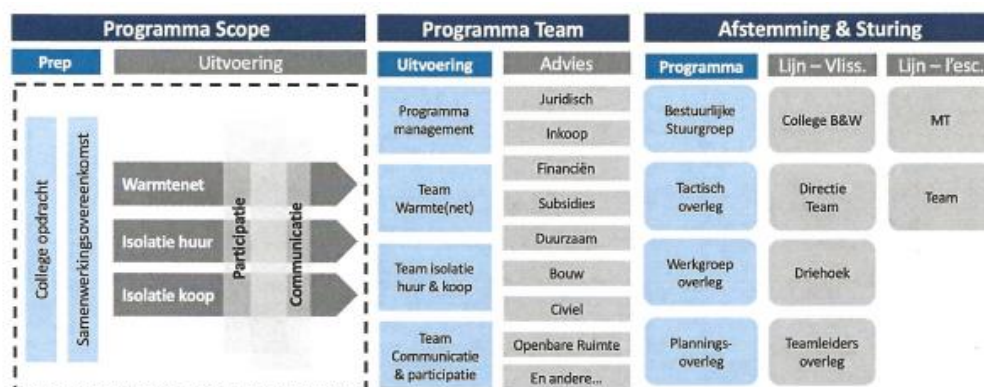 Programma Scope
Prep
Uitvoering
College opdracht
Samenwerkingsovereenkomst
Warmtenet
Isolatie huur
Isolatie koop
Participatie
Communicatie
Programma Team
Uitvoering
Advies
Programma
management
Team
Warmte(net)
Team isolatie
huur & koop
Team
Communicatie
& participatie
Juridisch
Inkoop
Financiën
Subsidies
Duurzaam
Bouw
Civiel
Openbare Ruimte
En andere...
Afstemming & Sturing
Programma
Lijn – Vliss.
Lijn – l'esc.
Bestuurlijke
Stuurgroep
College B&W
MT
Tactisch
overleg
Directie
Team
Team
Werkgroep
overleg
Driehoek
Plannings-
overleg
Teamleiders
overleg